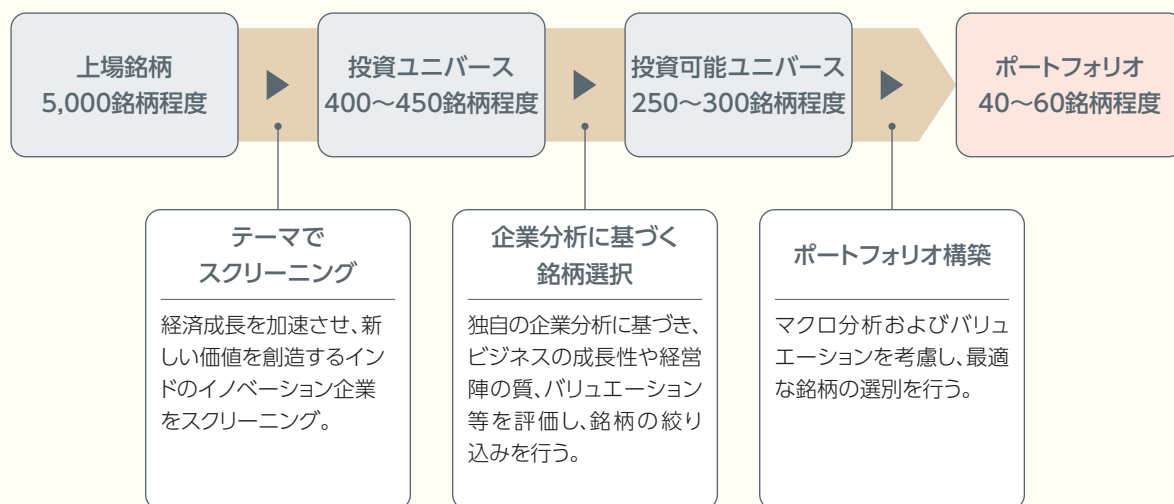 上場銘柄
5,000銘柄程度
投資ユニバース
400～450銘柄程度
投資可能ユニバース
250～300銘柄程度
ポートフォリオ
40～60銘柄程度
テーマで
スクリーニング
経済成長を加速させ、新
しい価値を創造するイン
ドのイノベーション企業
をスクリーニング。
企業分析に基づく
銘柄選択
独自の企業分析に基づき、
ビジネスの成長性や経営
陣の質、バリュエーション
等を評価し、銘柄の絞り
込みを行う。
ポートフォリオ構築
マクロ分析およびバリュ
エーションを考慮し、最適
な銘柄の選別を行う。